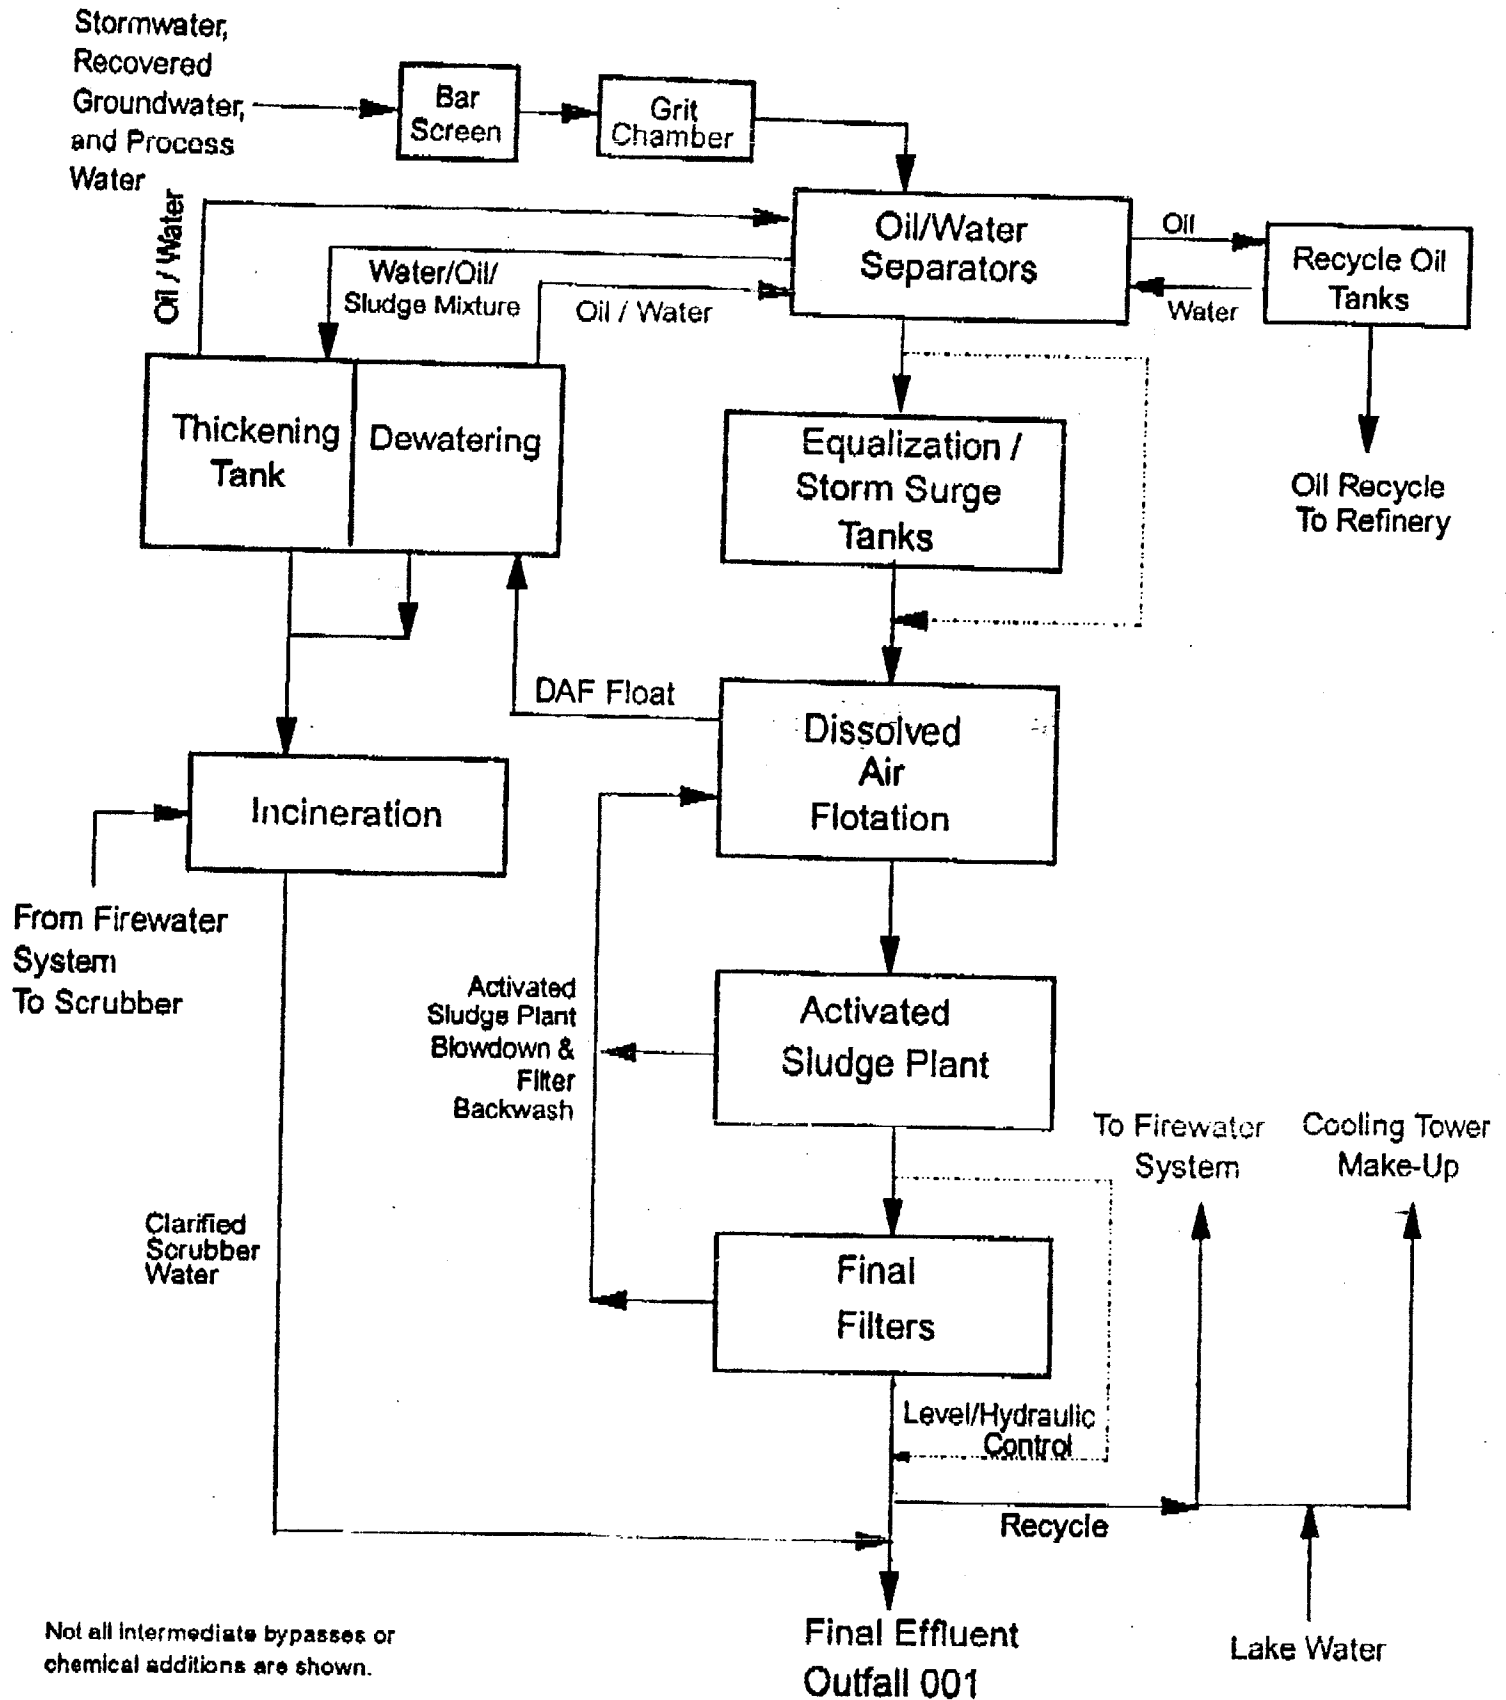 Stormwater,
Recovered
Groundwater,
and Process
Water
Bar
Screen
Grit
Chamber
Oil/Water
Separators
Oil
Water
Recycle Oil
Tanks
Oil Recycle
To Refinery
Oil / Water
Water/Oil/
Sludge Mixture
Oil / Water
Thickening
Tank
Dewatering
Equalization /
Storm Surge
Tanks
DAF Float
Dissolved
Air
Flotation
Incineration
From Firewater
System
To Scrubber
Activated
Sludge Plant
Blowdown &
Filter
Backwash
Activated
Sludge Plant
To Firewater
System
Cooling Tower
Make-Up
Clarified
Scrubber
Water
Final
Filters
Level/Hydraulic
Control
Recycle
Lake Water
Final Effluent
Outfall 001
Not all intermediate bypasses or
chemical additions are shown.